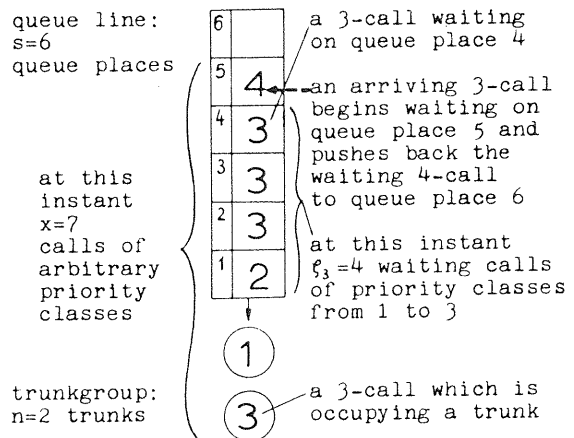 queue line:
s=6
queue places
a 3-call waiting
on queue place 4
6
5
4
an arriving 3-call
begins waiting on
queue place 5 and
pushes back the
waiting 4-call
to queue place 6
4
3
3
3
2
3
1
2
at this
instant
x=7
calls of
arbitrary
priority
classes
at this instant
ξ₃=4 waiting calls
of priority classes
from 1 to 3
1
trunkgroup:
n=2 trunks
3
a 3-call which is
occupying a trunk